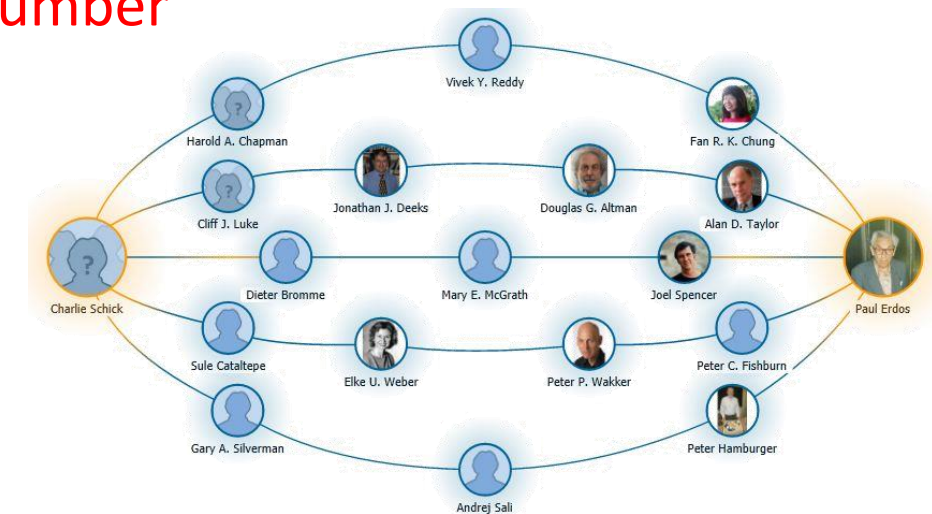 umber
Vivek Y. Reddy
Harold A. Chapman
Fan R. K. Chung
Jonathan J. Deeks
Douglas G. Altman
Cliff J. Luke
Alan D. Taylor
Charlie Schick
Dieter Bromme
Mary E. McGrath
Joel Spencer
Paul Erdos
Sule Cataltepe
Elke U. Weber
Peter P. Wakker
Peter C. Fishburn
Gary A. Silverman
Peter Hamburger
Andrej Sali